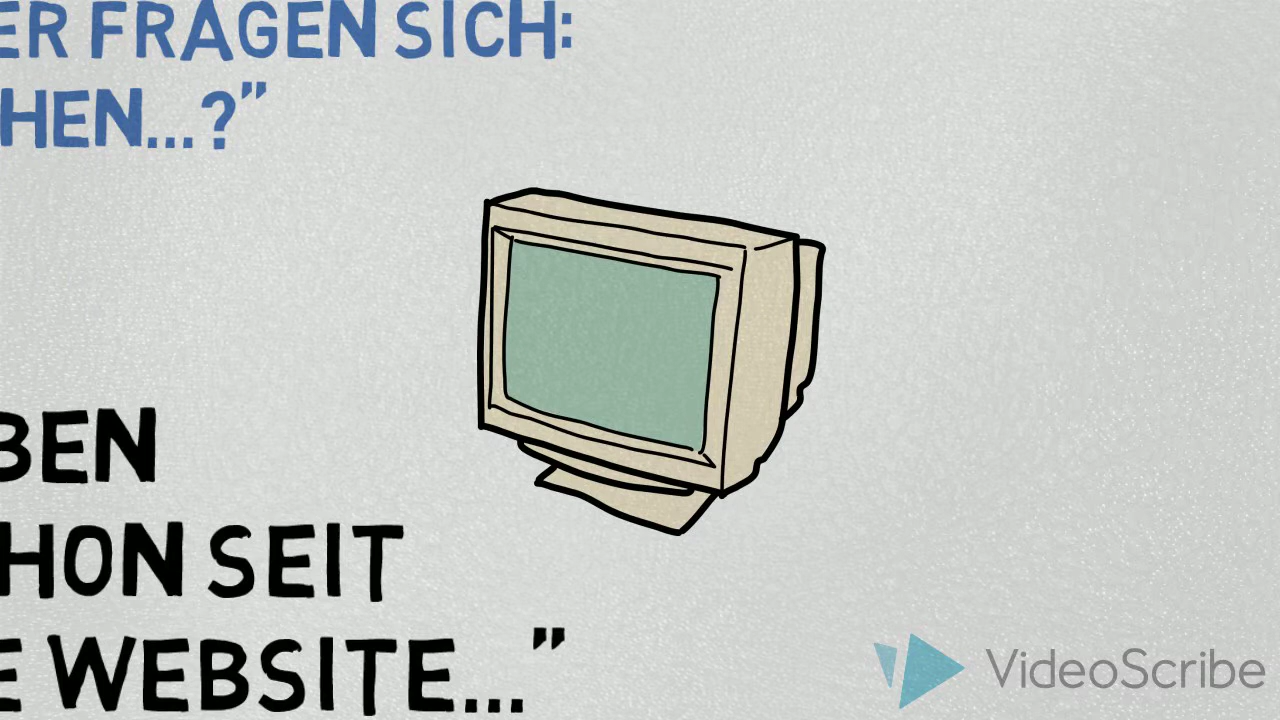 ER FRAGEN SICH:
HEN...?”
BEN
HON SEIT
E WEBSITE...”
VideoScribe